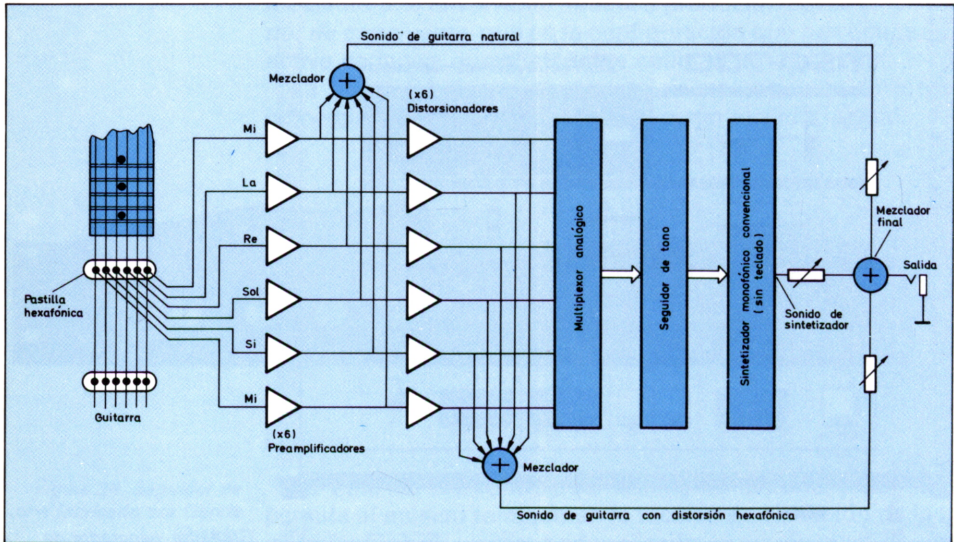 Sonido de guitarra natural
Mezclador
(x6)
Distorsionadores
Mi
La
Re
Sol
Si
Mi
Pastilla
hexafónica
Guitarra
(x6)
Preamplificadores
Multiplexor analógico
Seguidor de tono
Sintetizador monofónico convencional
(sin teclado)
Mezclador
final
Salida
Sonido de
sintetizador
Mezclador
+
+
+
Sonido de guitarra con distorsión hexafónica